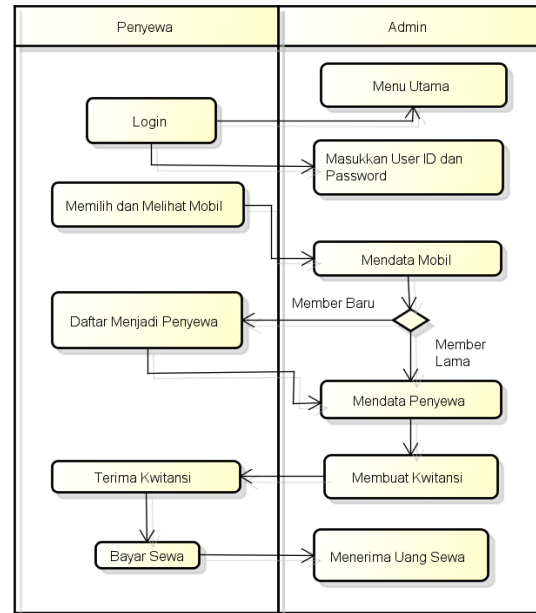 Penyewa
Admin
Menu Utama
Login
Masukkan User ID dan
Password
Memilih dan Melihat Mobil
Mendata Mobil
Member Baru
Daftar Menjadi Penyewa
Member
Lama
Mendata Penyewa
Terima Kwitansi
Membuat Kwitansi
Bayar Sewa
Menerima Uang Sewa